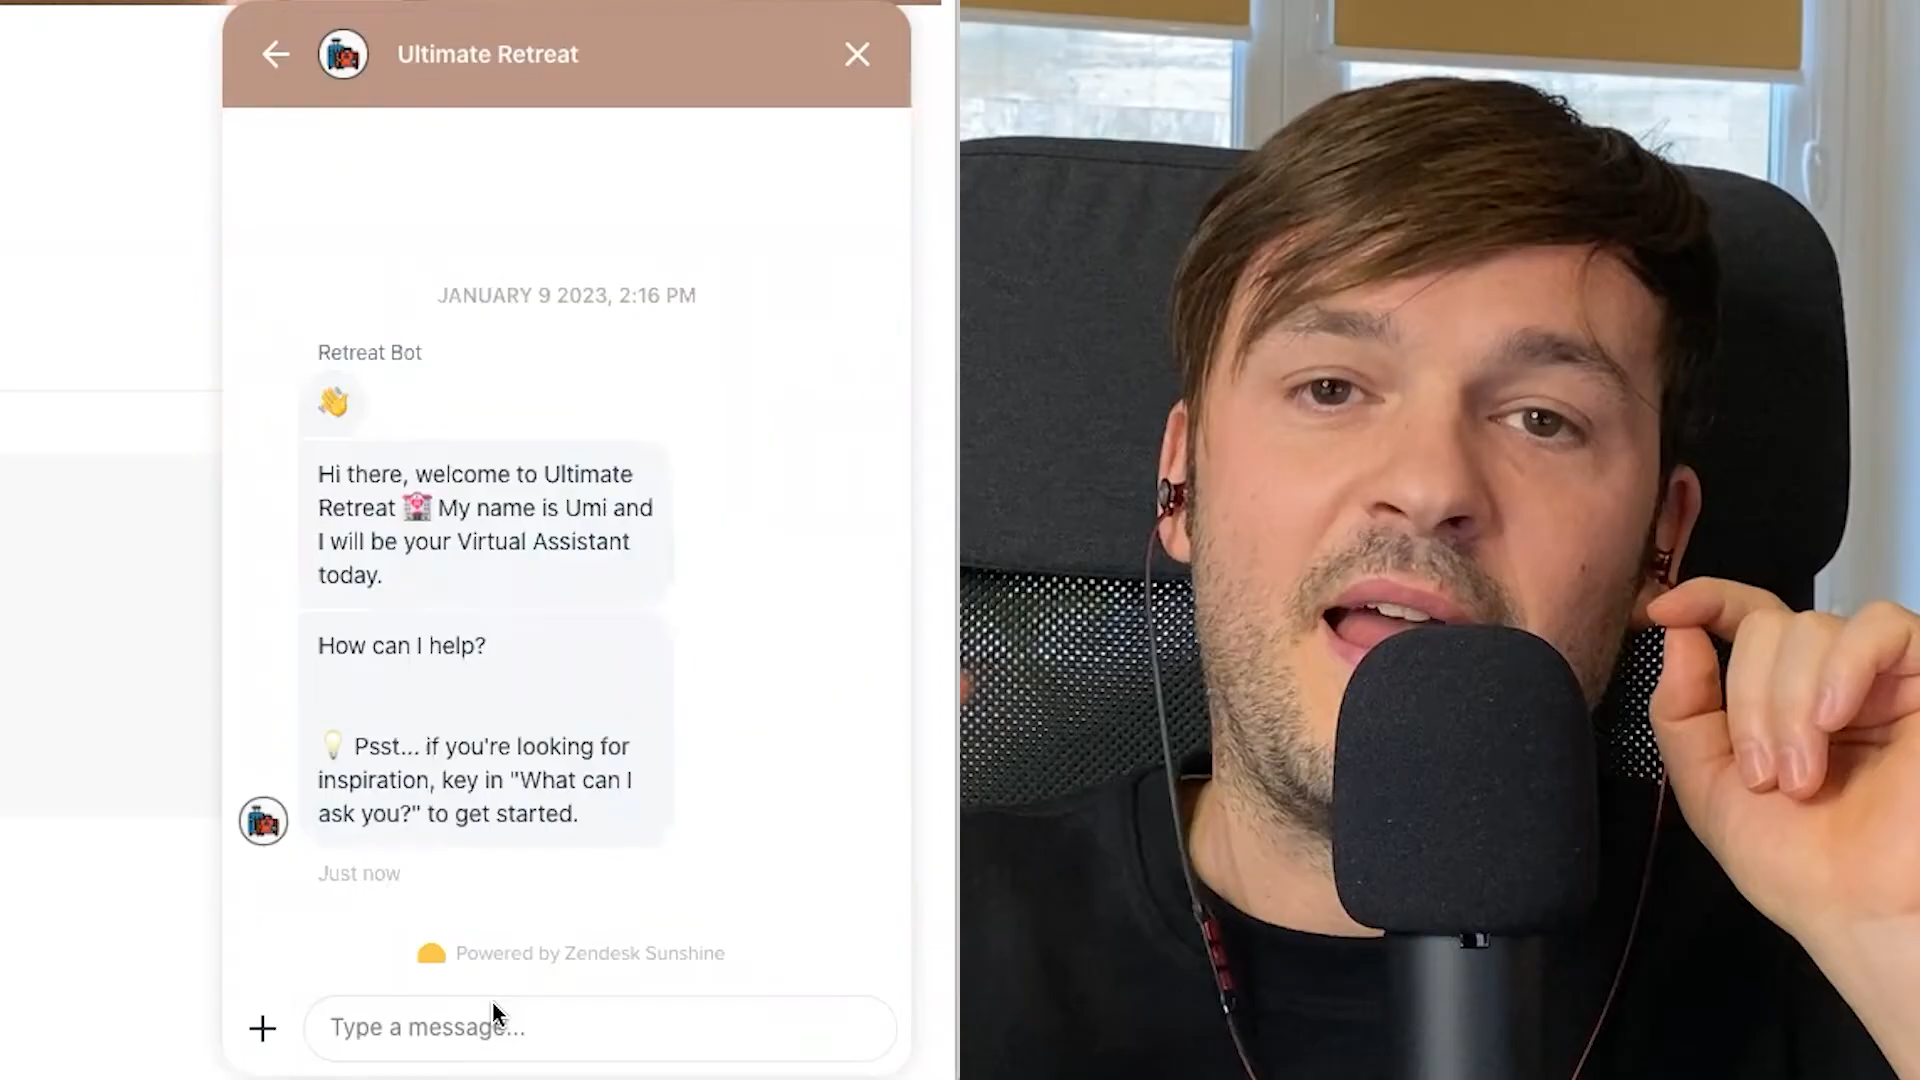 Ultimate Retreat
JANUARY 9 2023, 2:16 PM
Retreat Bot
👋
Hi there, welcome to Ultimate
Retreat 🏩 My name is Umi and
I will be your Virtual Assistant
today.
How can I help?
💡 Psst... if you're looking for
inspiration, key in "What can I
ask you?" to get started.
Just now
Powered by Zendesk Sunshine
Type a message...